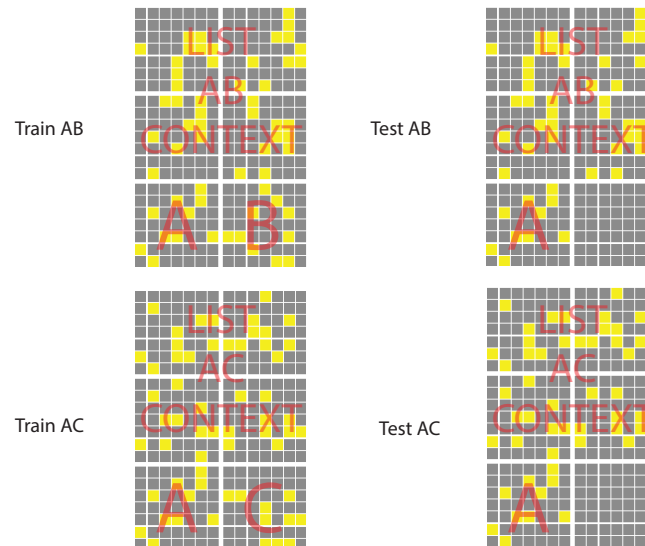 Train AB
LIST
AB
CONTEXT
A B
Test AB
LIST
AB
CONTEXT
A
Train AC
LIST
AC
CONTEXT
A C
Test AC
LIST
AC
CONTEXT
A